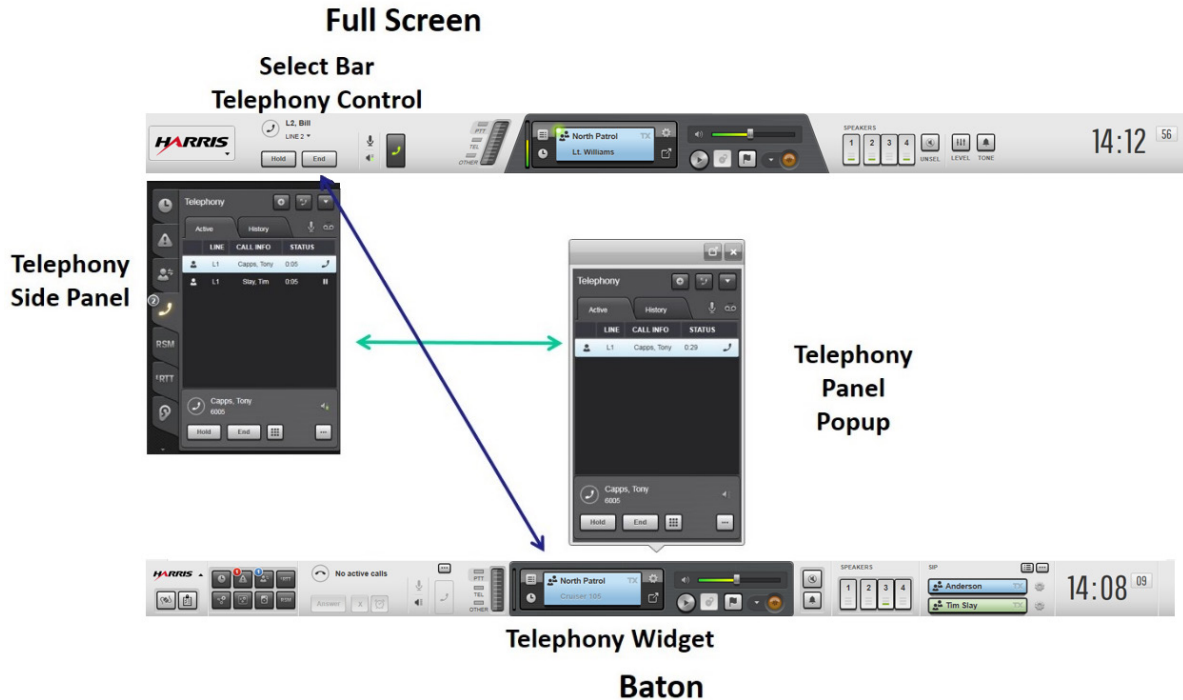 Full Screen
Select Bar
Telephony Control
HARRIS
L2, Bill
LINE 2
Hold End
PTT
TEL
OTHER
North Patrol TX
Lt. Williams
SPEAKERS
1 2 3 4
UNSEL LEVEL TONE
14:12 56
Telephony
Side Panel
Telephony
Active History
LINE CALL INFO STATUS
L1 Capps, Tony 0:95
L1 Slay, Tim 0:95
?
RSM
RTT
Capps, Tony
6005
Hold End
Telephony
Active History
LINE CALL INFO STATUS
L1 Capps, Tony 0:29
Capps, Tony
6005
Hold End
Telephony
Panel
Popup
HARRIS
No active calls
Answer X
PTT
TEL
OTHER
North Patrol TX
Cruiser 105
SPEAKERS
1 2 3 4
SIP
Anderson TX
Tim Slay TX
14:08 09
Telephony Widget
Baton